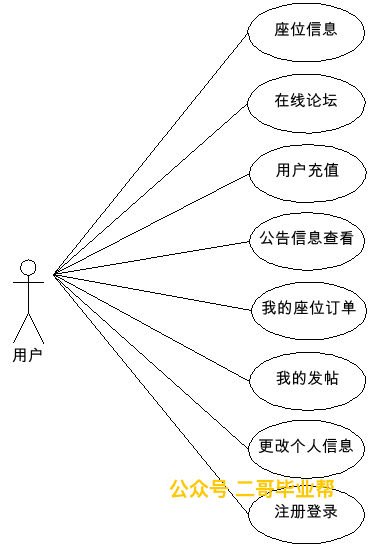 座位信息
在线论坛
用户充值
公告信息查看
我的座位订单
用户
我的发帖
更改个人信息
公众号 二哥毕业帮
注册登录